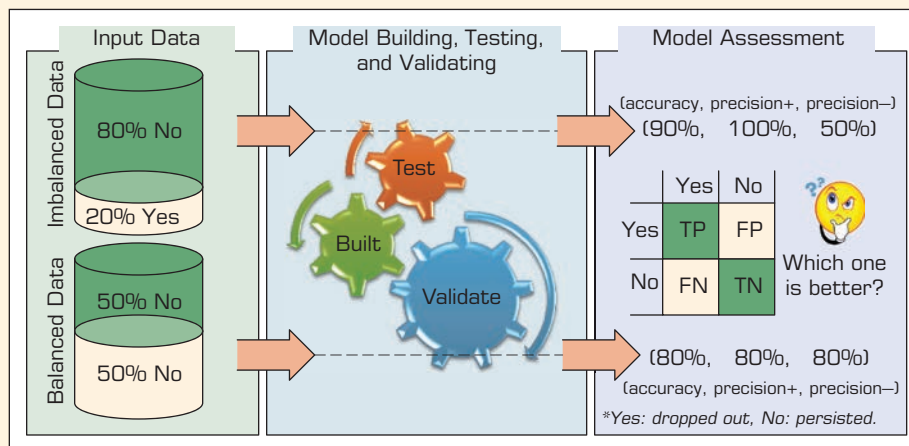 Input Data
Imbalanced Data
80% No
20% Yes
Balanced Data
50% No
50% No
Model Building, Testing,
and Validating
Test
Built
Validate
Model Assessment
(accuracy, precision+, precision–)
(90%, 100%, 50%)
Yes No
Yes TP FP
No FN TN
??
Which one
is better?
(80%, 80%, 80%)
(accuracy, precision+, precision–)
*Yes: dropped out, No: persisted.